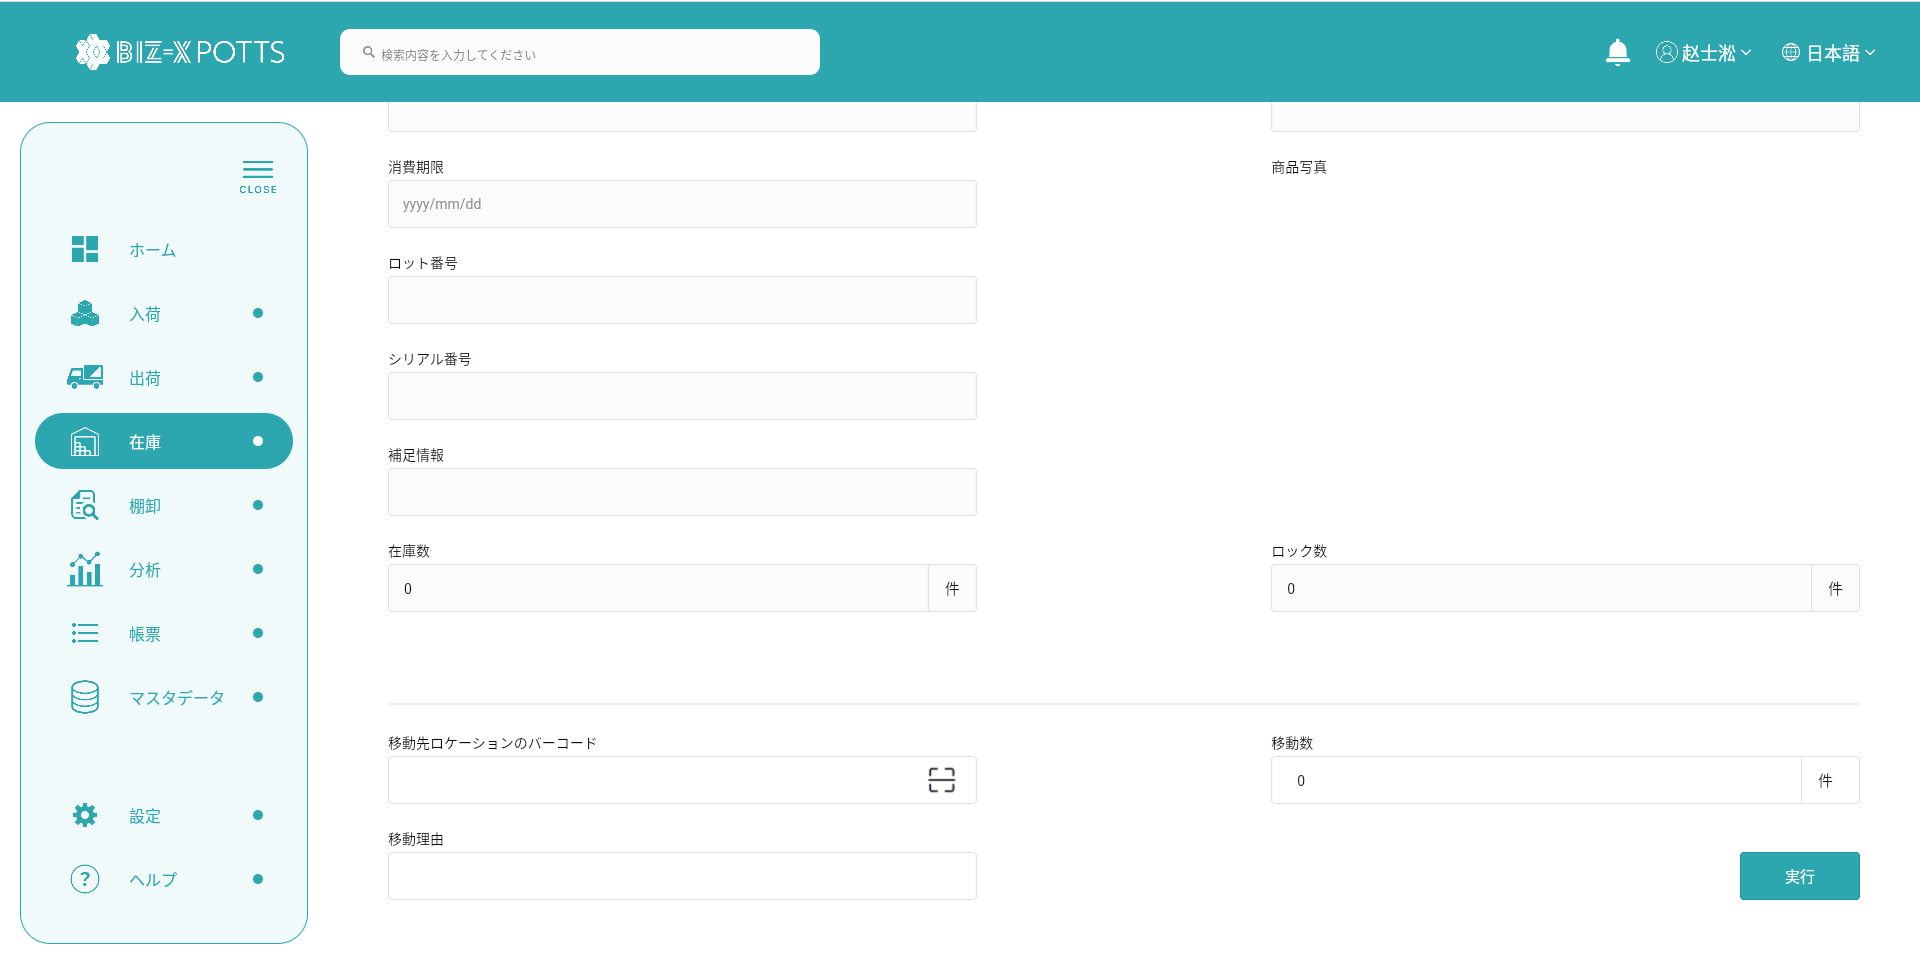 BIZ-X POTTS
検索内容を入力してください
赵士淞
日本語
CLOSE
ホーム
入荷
出荷
在庫
棚卸
分析
帳票
マスタデータ
設定
ヘルプ
消費期限
商品写真
yyyy/mm/dd
ロット番号
シリアル番号
補足情報
在庫数
ロック数
0 件
0 件
移動先ロケーションのバーコード
移動数
0 件
移動理由
実行